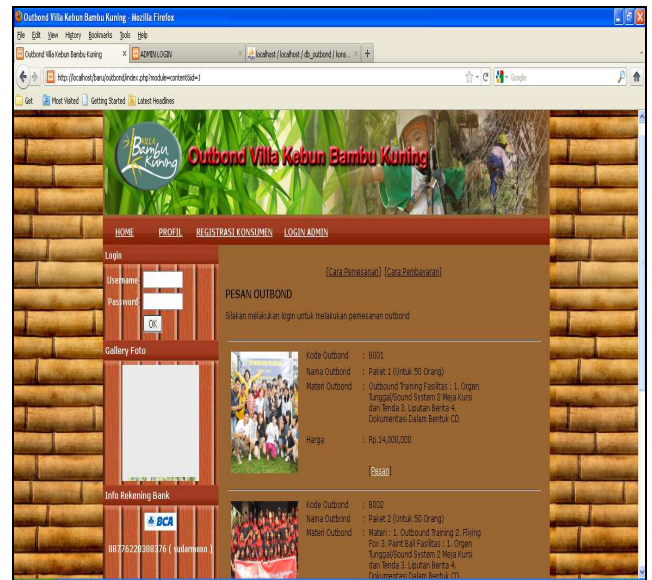 Outbond Villa Kebun Bambu Kuning - Mozilla Firefox
File Edit View History Bookmarks Tools Help
Outbond Villa Kebun Bambu Kuning × ADMIN LOGIN × localhost / localhost / db_outbond / kons... × +
http://localhost/baru/outbond/index.php?module=content&id=1
Google
Get Most Visited Getting Started Latest Headlines
VILLA
Bambu
Kuning
Outbond Villa Kebun Bambu Kuning
HOME PROFIL REGISTRASI KONSUMEN LOGIN ADMIN
Login
Username
Password
OK
Gallery Foto
Info Rekening Bank
BCA
88776220388376 ( sudarmono )
[Cara Pemesanan] [Cara Pembayaran]
PESAN OUTBOND
Silakan melakukan login untuk melakukan pemesanan outbond
Kode Outbond : B001
Nama Outbond : Paket 1 (Untuk 50 Orang)
Materi Outbond : Outbound Training Fasilitas : 1. Orgen
Tunggal/Sound System 2 Meja Kursi
dan Tenda 3. Liputan Berita 4.
Dokumentasi Dalam Bentuk CD
Harga : Rp.14,000,000
[Pesan]
Kode Outbond : B002
Nama Outbond : Paket 2 (Untuk 50 Orang)
Materi Outbond : Materi : 1. Outbound Training 2. Fliying
Fox 3. Paint Ball Fasilitas : 1. Orgen
Tunggal/Sound System 2 Meja Kursi
dan Tenda 3. Liputan Berita 4.
Dokumentasi Dalam Bentuk CD